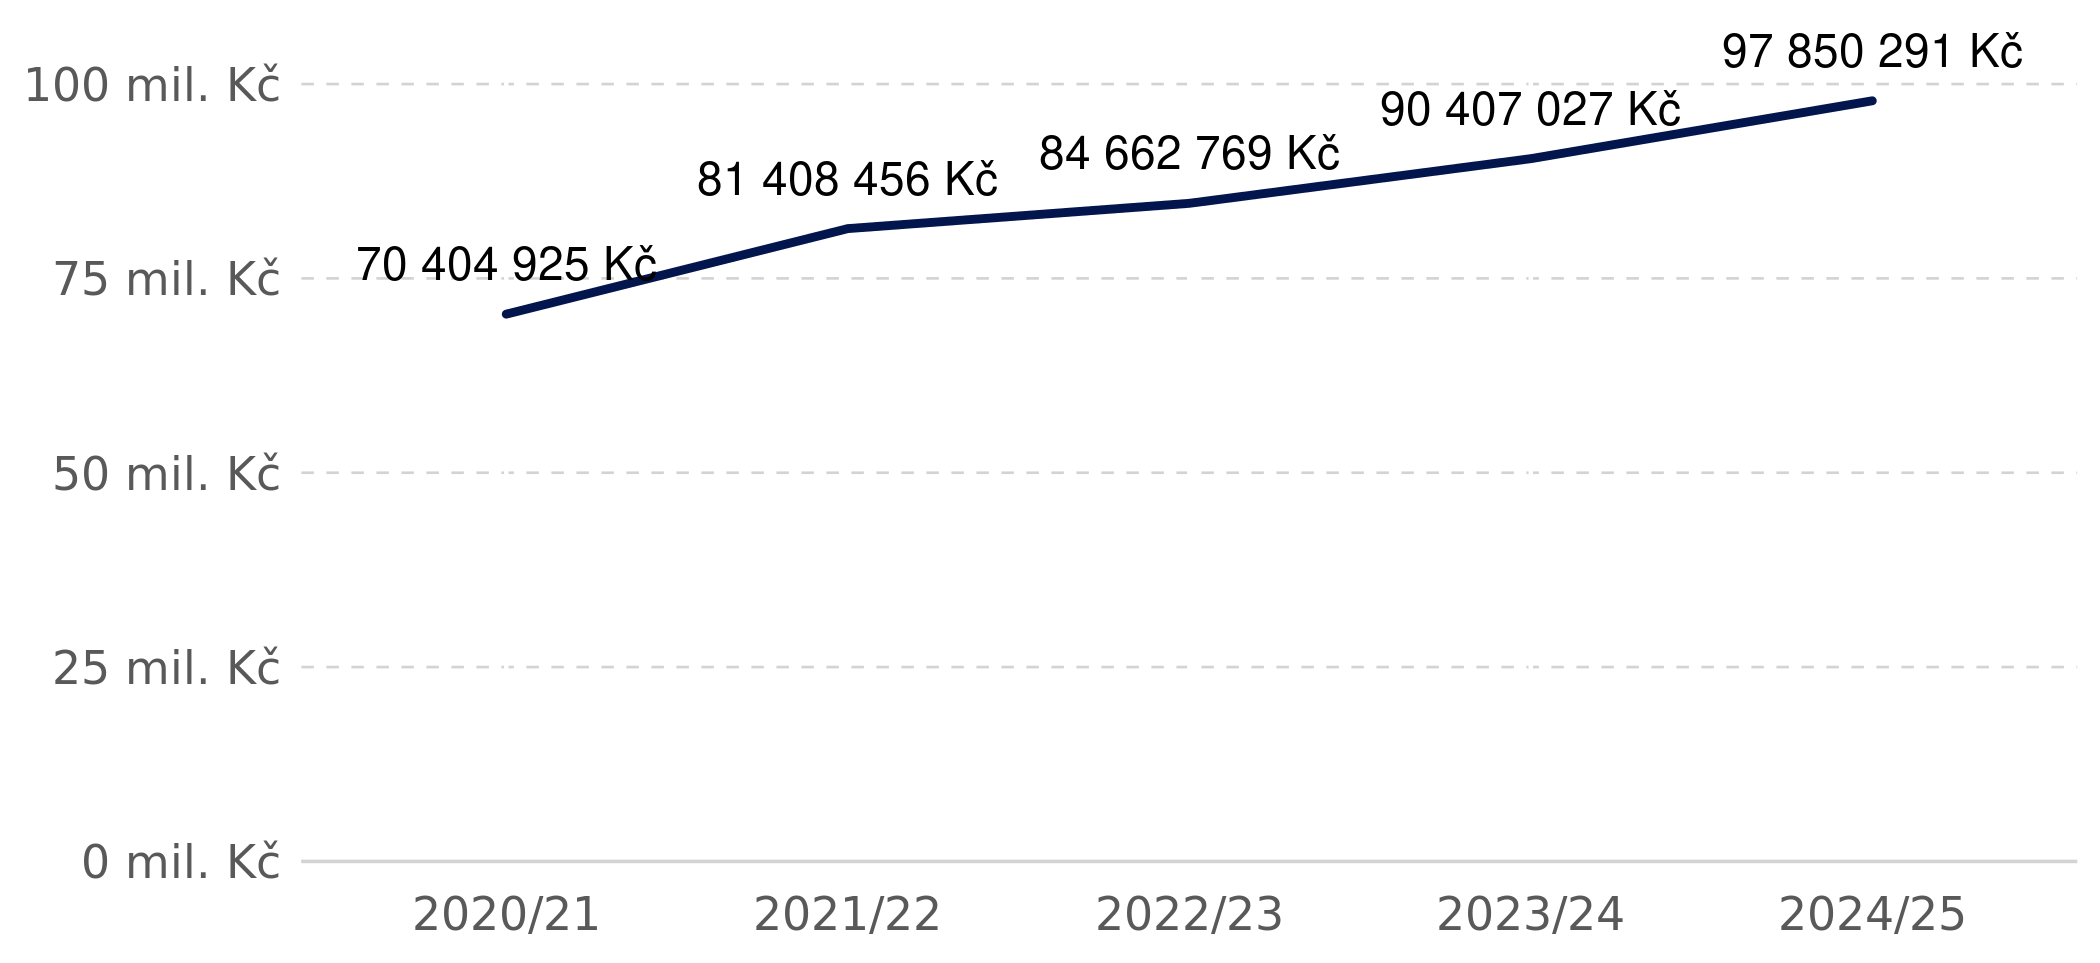 97 850 291 Kč
100 mil. Kč
90 407 027 Kč
84 662 769 Kč
81 408 456 Kč
70 404 925 Kč
75 mil. Kč
50 mil. Kč
25 mil. Kč
0 mil. Kč
2020/21 2021/22 2022/23 2023/24 2024/25